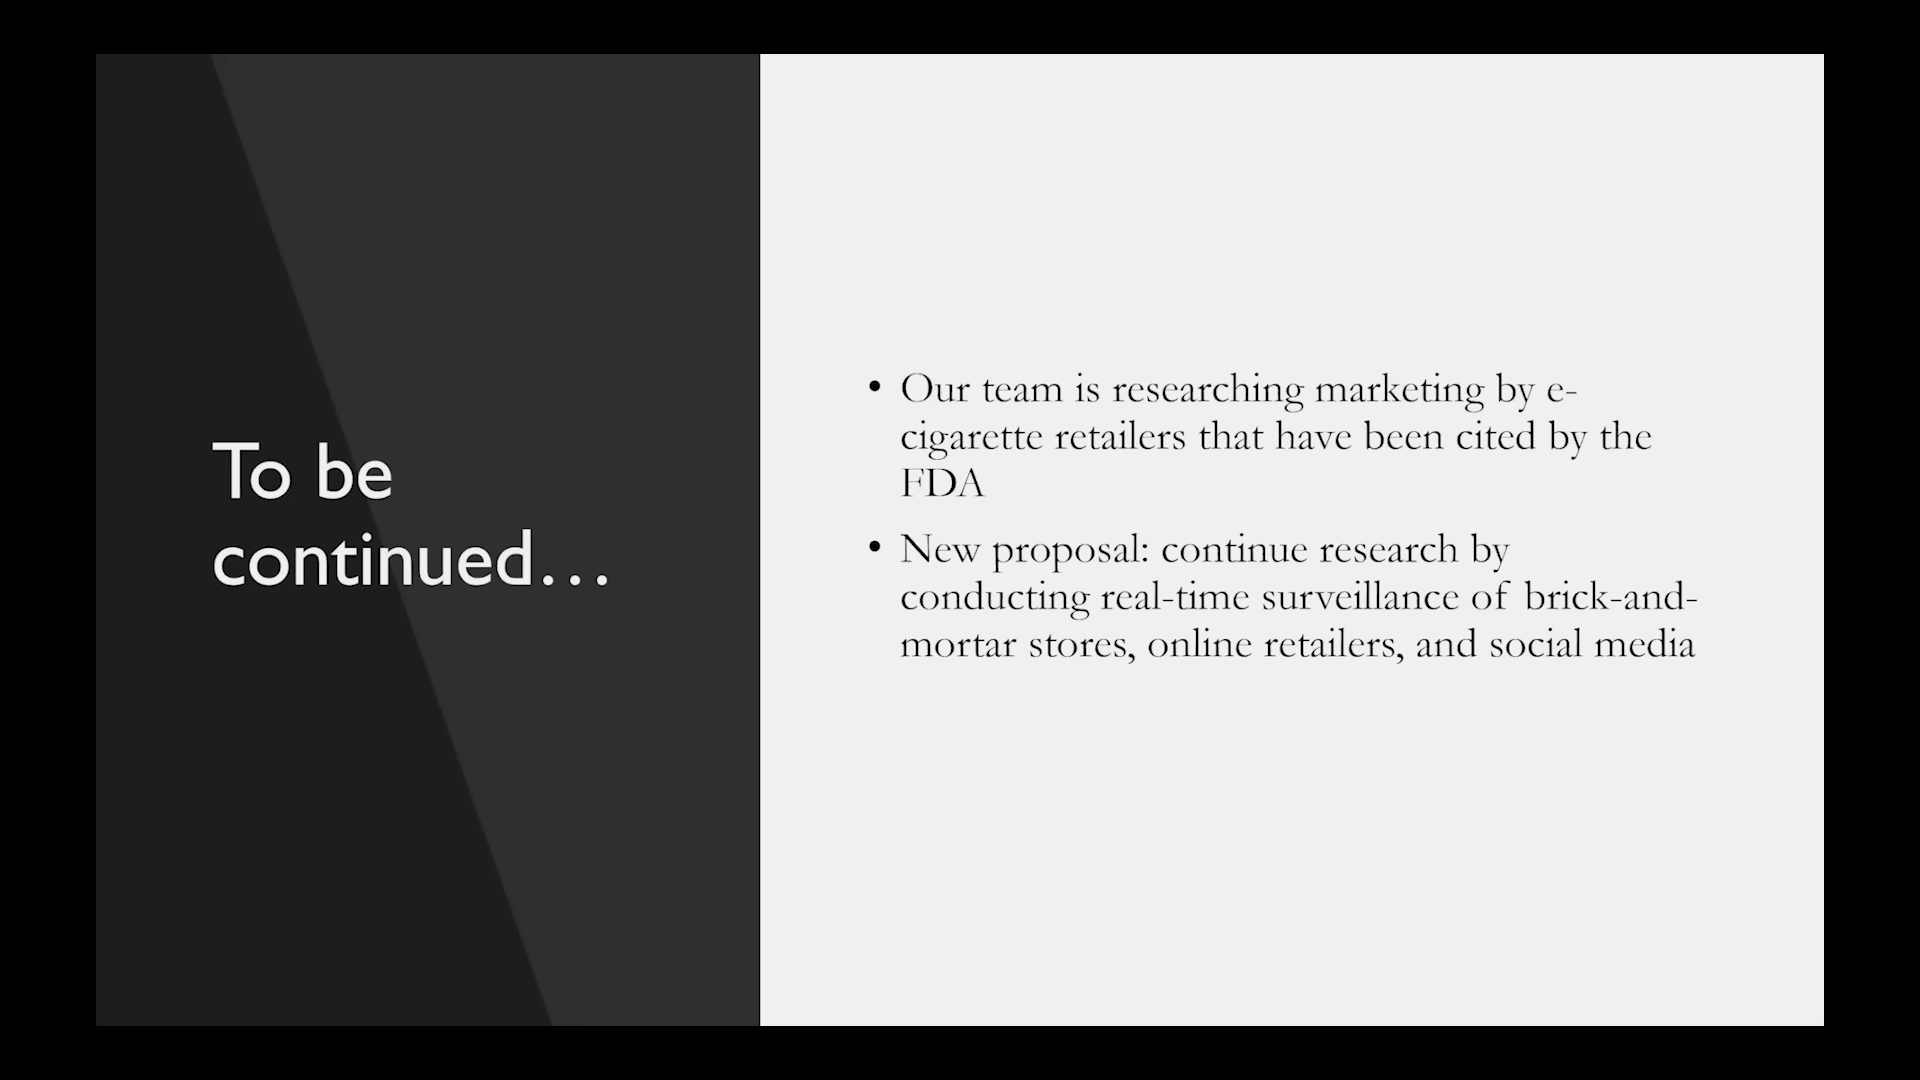 To be
continued...
• Our team is researching marketing by e-
cigarette retailers that have been cited by the
FDA
• New proposal: continue research by
conducting real-time surveillance of brick-and-
mortar stores, online retailers, and social media